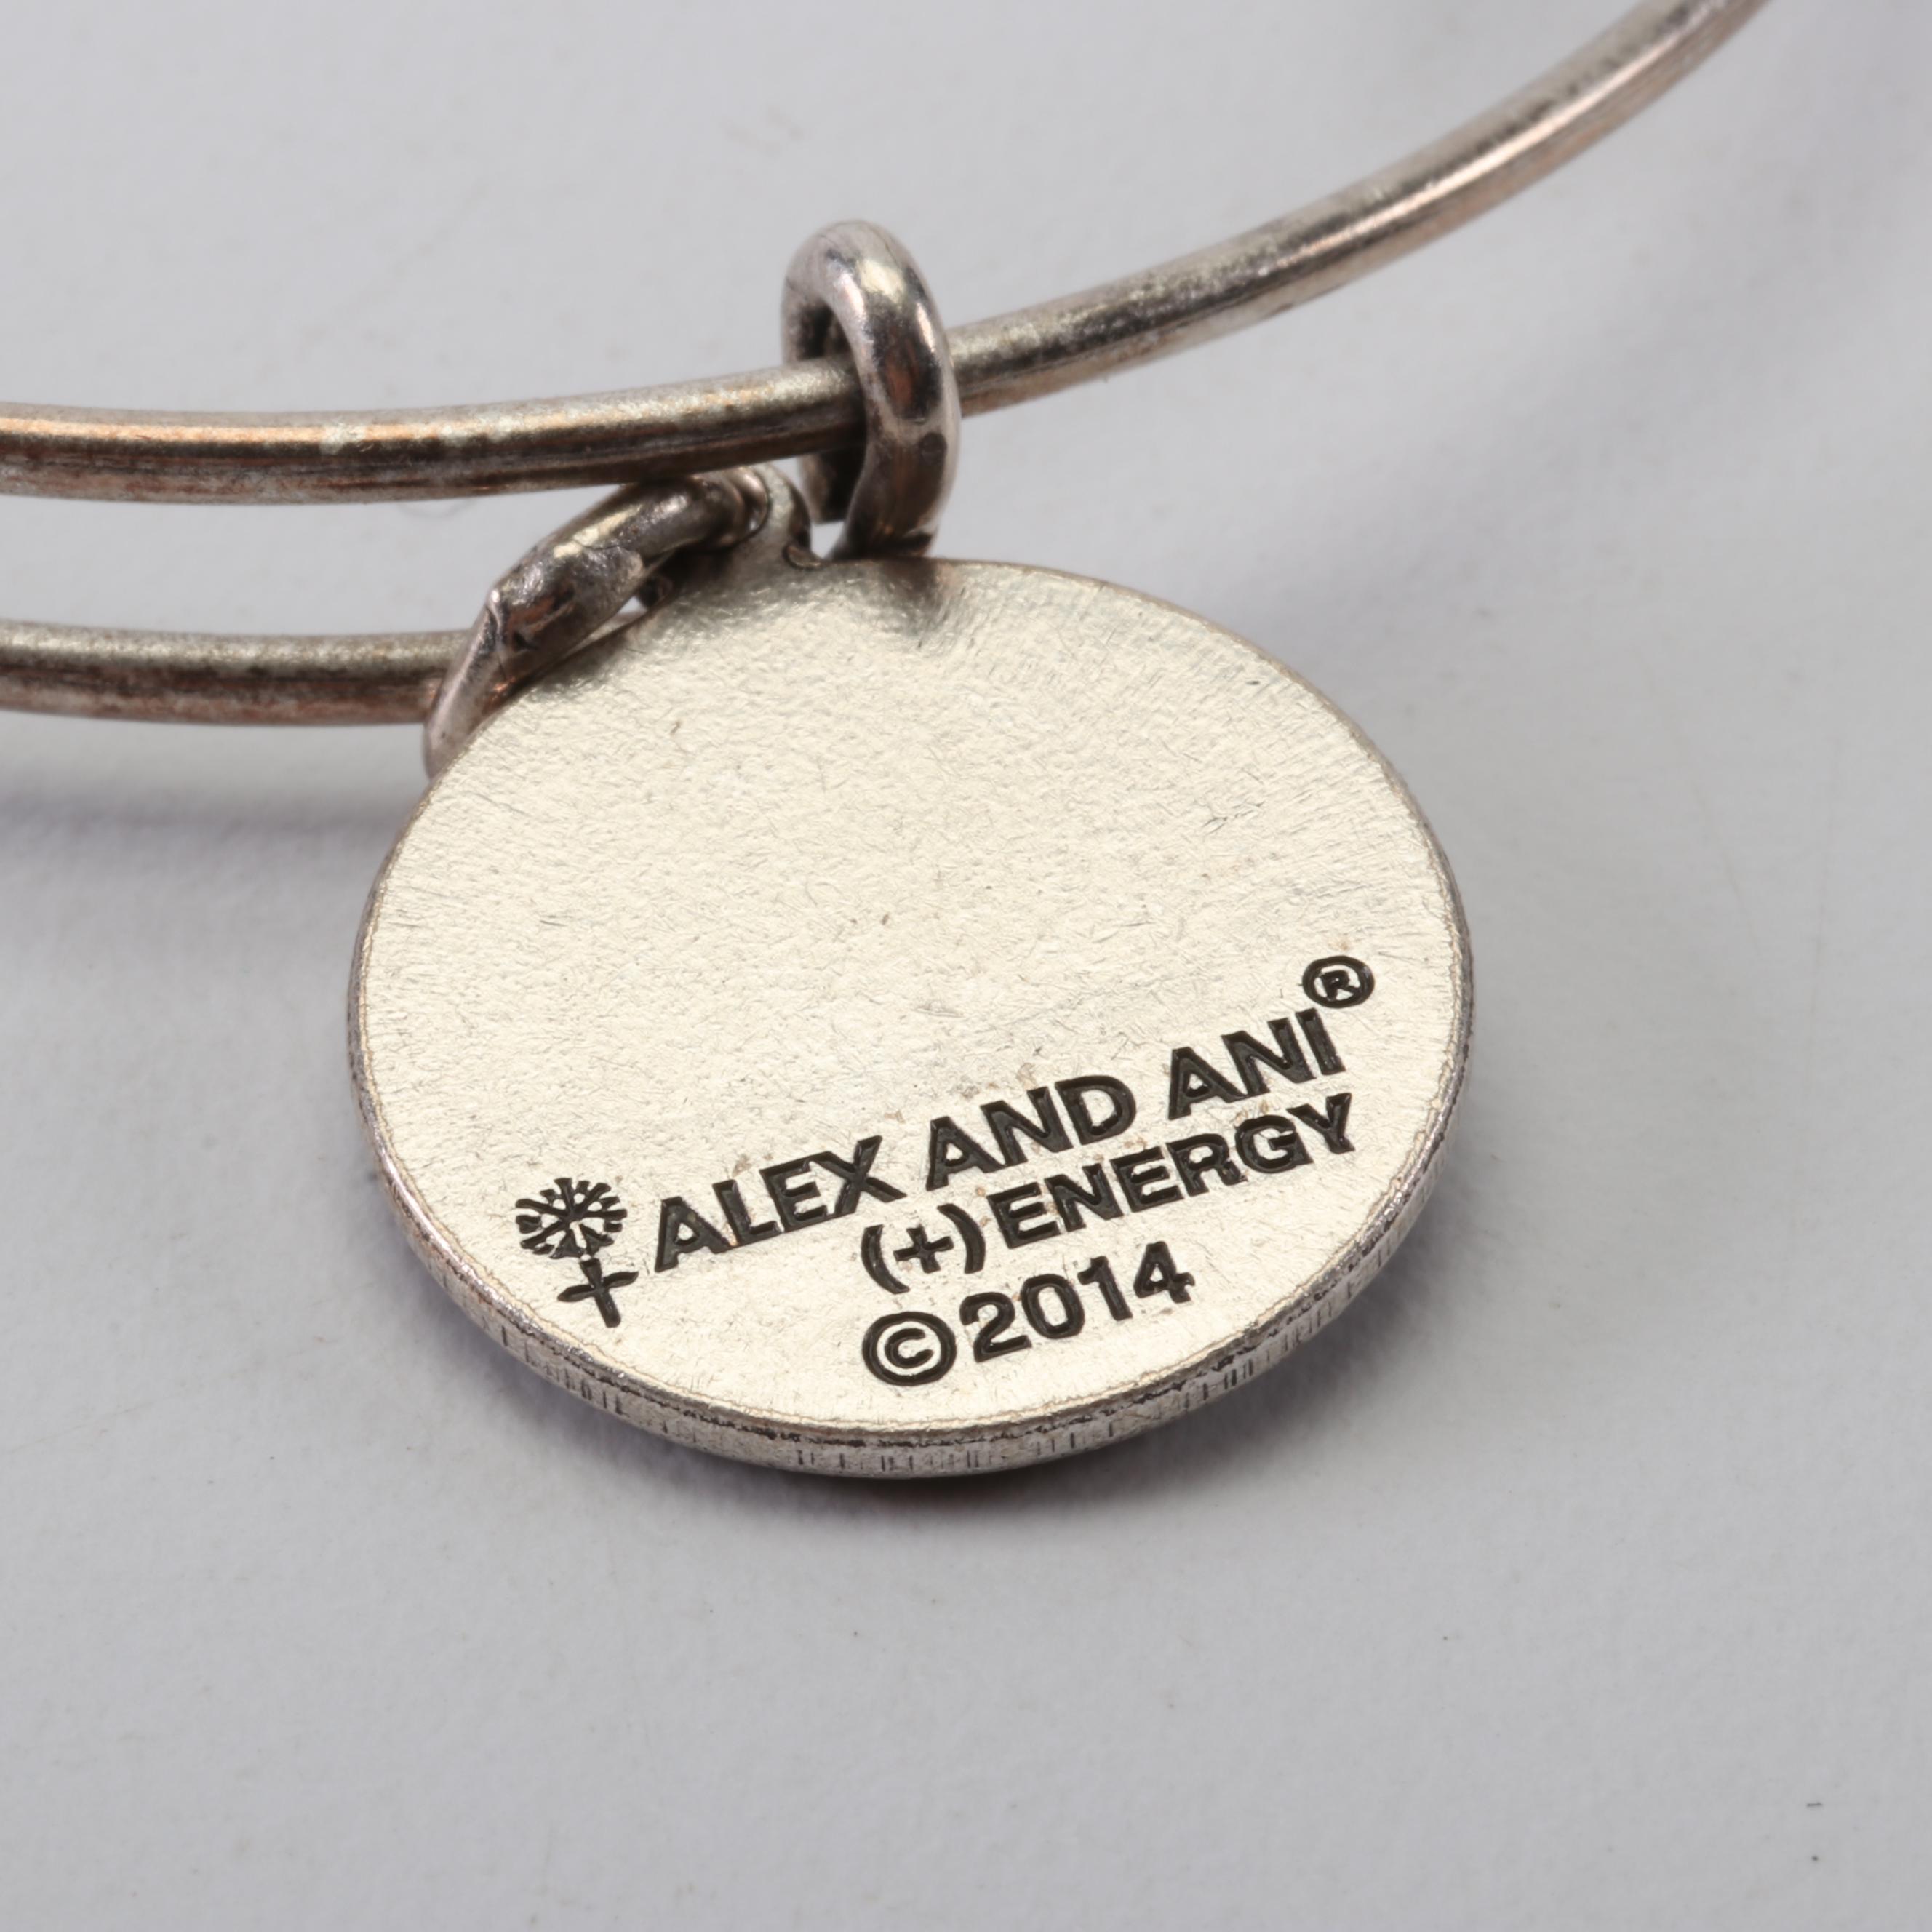 ALEX AND ANI®
(+)ENERGY
©2014